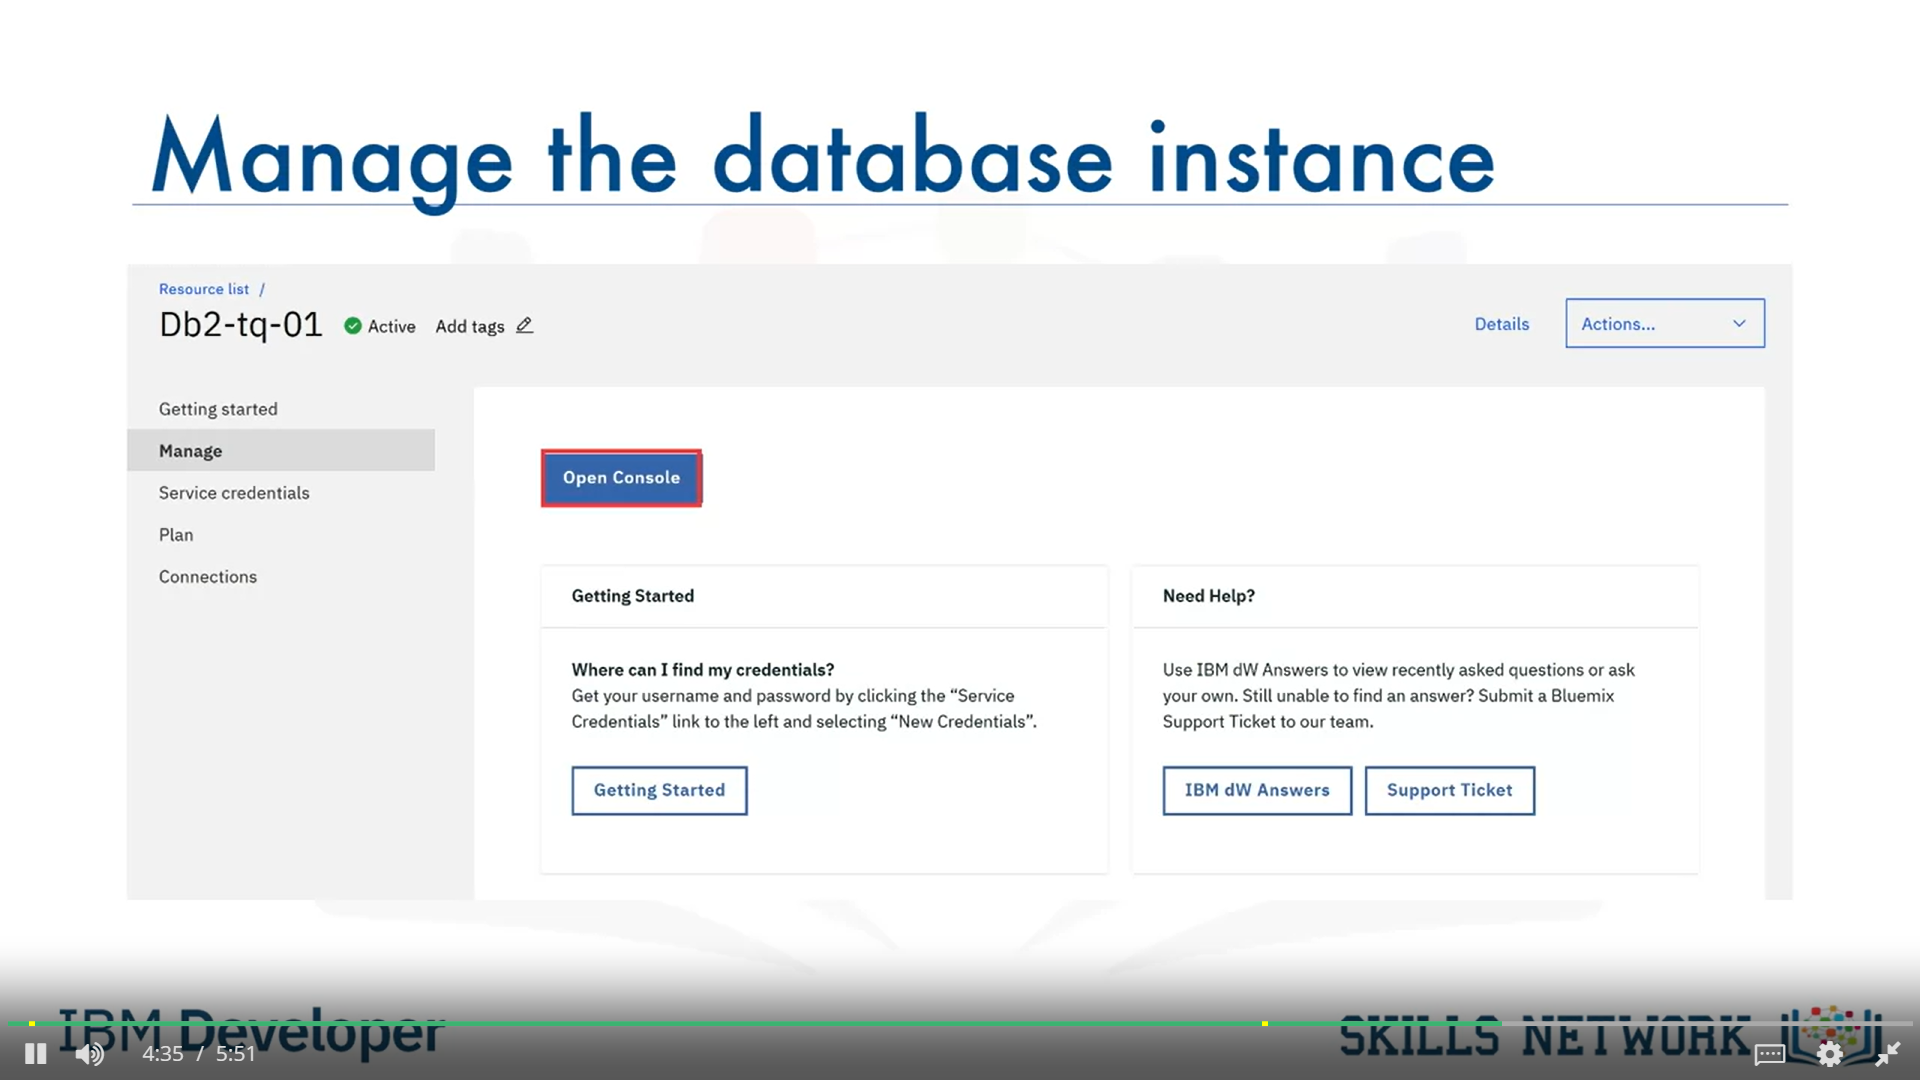 Manage the database instance
Resource list /
Db2-tq-01 Active Add tags
Details
Actions...
Getting started
Manage
Service credentials
Plan
Connections
Open Console
Getting Started
Where can I find my credentials?
Get your username and password by clicking the “Service
Credentials” link to the left and selecting “New Credentials”.
Getting Started
Need Help?
Use IBM dW Answers to view recently asked questions or ask
your own. Still unable to find an answer? Submit a Bluemix
Support Ticket to our team.
IBM dW Answers Support Ticket
IBM Developer
SKILLS NETWORK
4:35 / 5:51